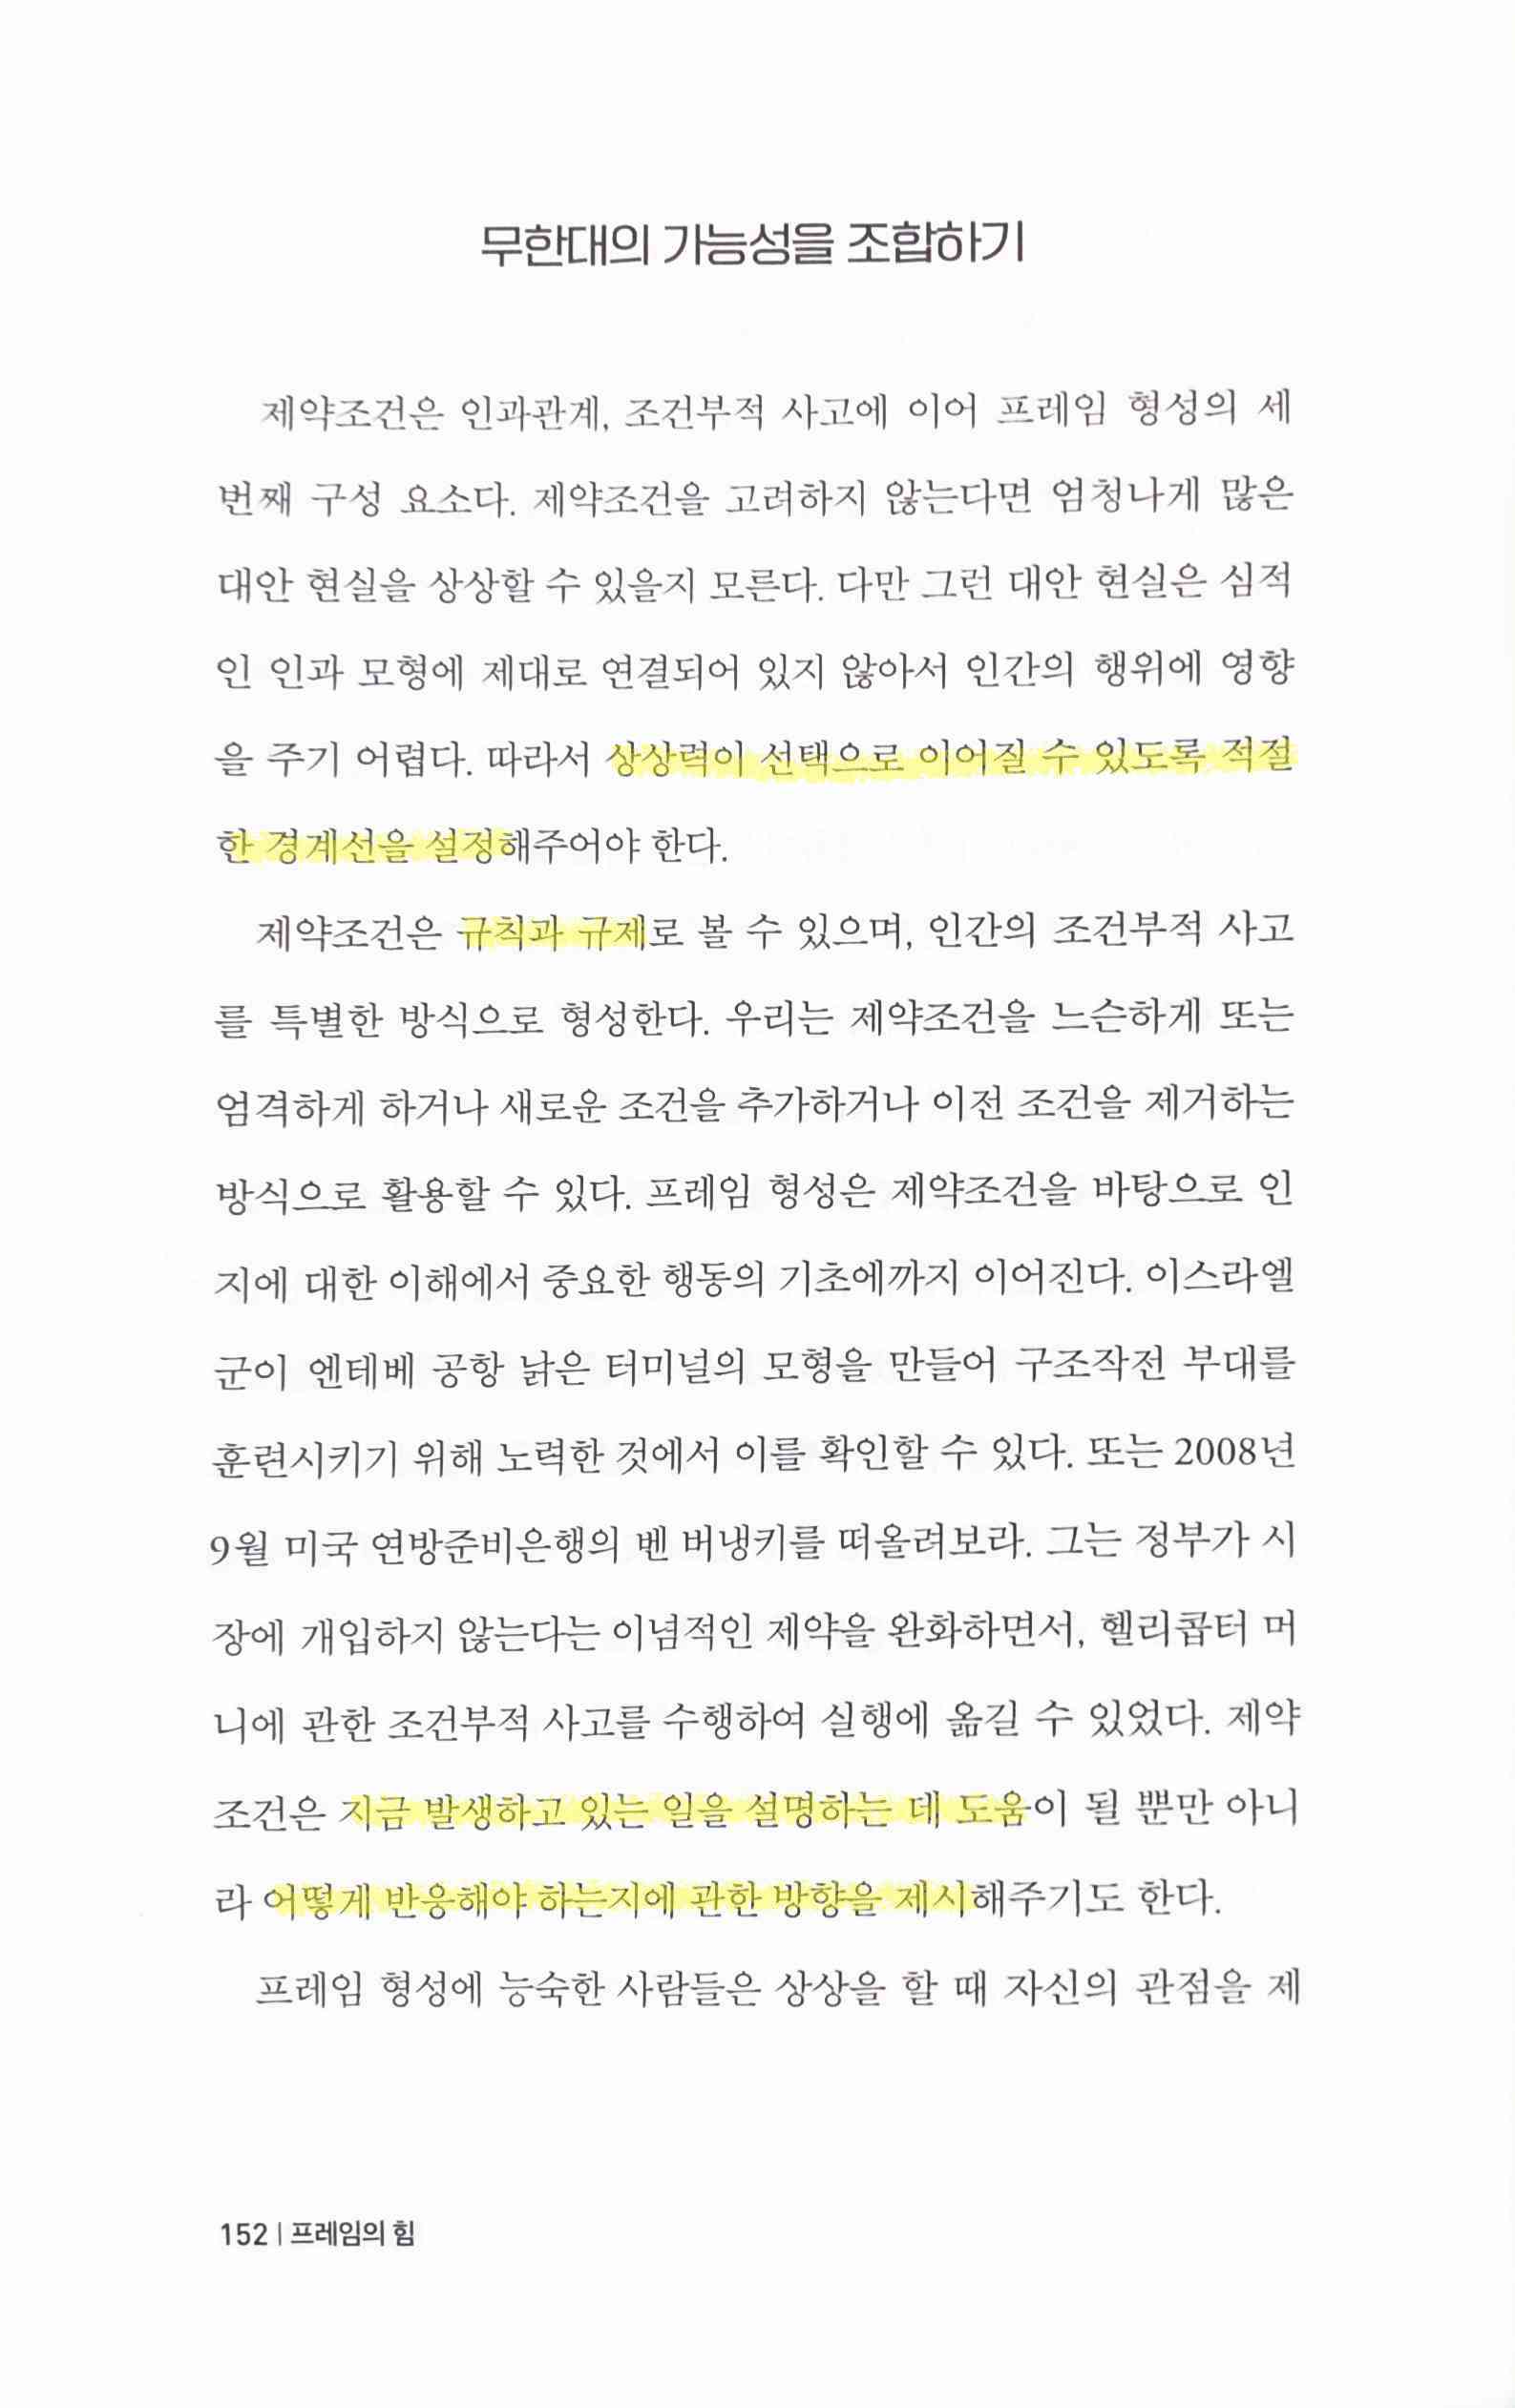 무한대의 가능성을 조합하기
제약조건은 인과관계, 조건부적 사고에 이어 프레임 형성의 세
번째 구성 요소다. 제약조건을 고려하지 않는다면 엄청나게 많은
대안 현실을 상상할 수 있을지 모른다. 다만 그런 대안 현실은 심적
인 인과 모형에 제대로 연결되어 있지 않아서 인간의 행위에 영향
을 주기 어렵다. 따라서 상상력이 선택으로 이어질 수 있도록 적절
한 경계선을 설정해주어야 한다.
제약조건은 규칙과 규제로 볼 수 있으며, 인간의 조건부적 사고
를 특별한 방식으로 형성한다. 우리는 제약조건을 느슨하게 또는
엄격하게 하거나 새로운 조건을 추가하거나 이전 조건을 제거하는
방식으로 활용할 수 있다. 프레임 형성은 제약조건을 바탕으로 인
지에 대한 이해에서 중요한 행동의 기초에까지 이어진다. 이스라엘
군이 엔테베 공항 낡은 터미널의 모형을 만들어 구조작전 부대를
훈련시키기 위해 노력한 것에서 이를 확인할 수 있다. 또는 2008년
9월 미국 연방준비은행의 벤 버냉키를 떠올려보라. 그는 정부가 시
장에 개입하지 않는다는 이념적인 제약을 완화하면서, 헬리콥터 머
니에 관한 조건부적 사고를 수행하여 실행에 옮길 수 있었다. 제약
조건은 지금 발생하고 있는 일을 설명하는 데 도움이 될 뿐만 아니
라 어떻게 반응해야 하는지에 관한 방향을 제시해주기도 한다.
프레임 형성에 능숙한 사람들은 상상을 할 때 자신의 관점을 제
152 | 프레임의 힘